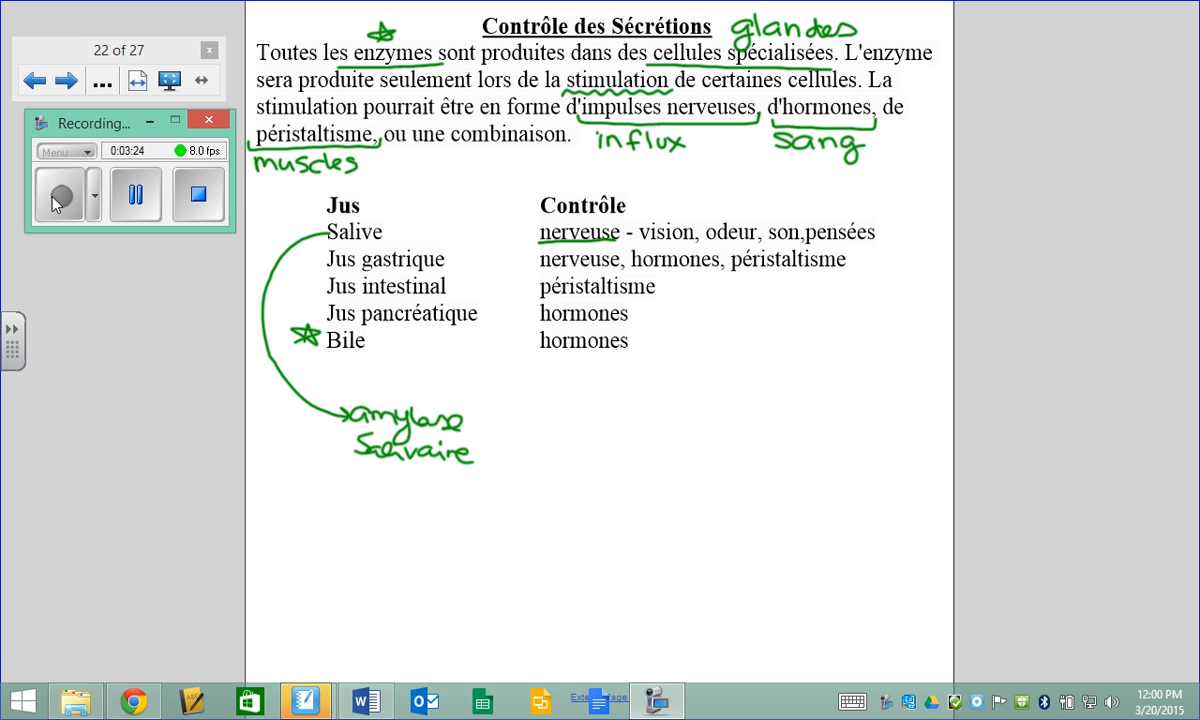 Contrôle des Sécrétions glandes
Toutes les enzymes sont produites dans des cellules spécialisées. L'enzyme
sera produite seulement lors de la stimulation de certaines cellules. La
stimulation pourrait être en forme d'impulses nerveuses, d'hormones, de
péristaltisme, ou une combinaison.
influx
sang
muscles
Jus Contrôle
Salive nerveuse - vision, odeur, son,pensées
Jus gastrique nerveuse, hormones, péristaltisme
Jus intestinal péristaltisme
Jus pancréatique hormones
Bile hormones
amylase
Salivaire
22 of 27
x
...
Recording...
Menu
0:03:24
8.0 fps
12:00 PM
3/20/2015